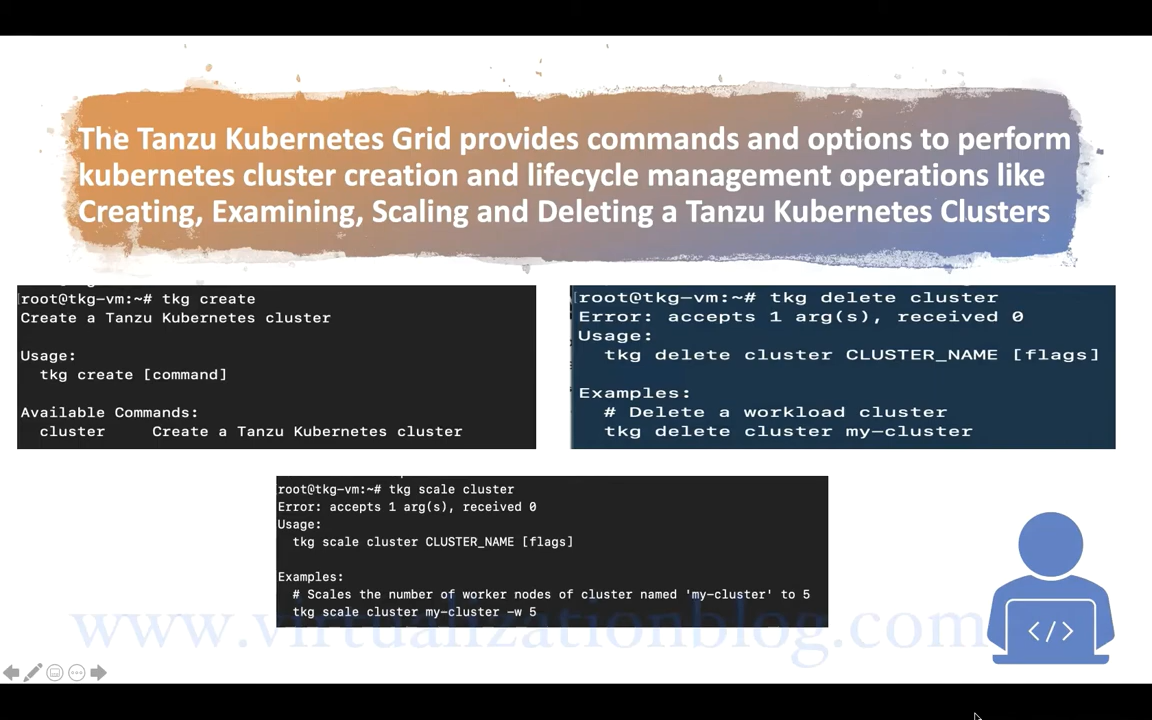 The Tanzu Kubernetes Grid provides commands and options to perform
kubernetes cluster creation and lifecycle management operations like
Creating, Examining, Scaling and Deleting a Tanzu Kubernetes Clusters
root@tkg-vm:~# tkg create
Create a Tanzu Kubernetes cluster
Usage:
tkg create [command]
Available Commands:
cluster Create a Tanzu Kubernetes cluster
root@tkg-vm:~# tkg delete cluster
Error: accepts 1 arg(s), received 0
Usage:
tkg delete cluster CLUSTER_NAME [flags]
Examples:
# Delete a workload cluster
tkg delete cluster my-cluster
root@tkg-vm:~# tkg scale cluster
Error: accepts 1 arg(s), received 0
Usage:
tkg scale cluster CLUSTER_NAME [flags]
Examples:
# Scales the number of worker nodes of cluster named 'my-cluster' to 5
tkg scale cluster my-cluster -w 5
www.virtualizationblog.com
</>